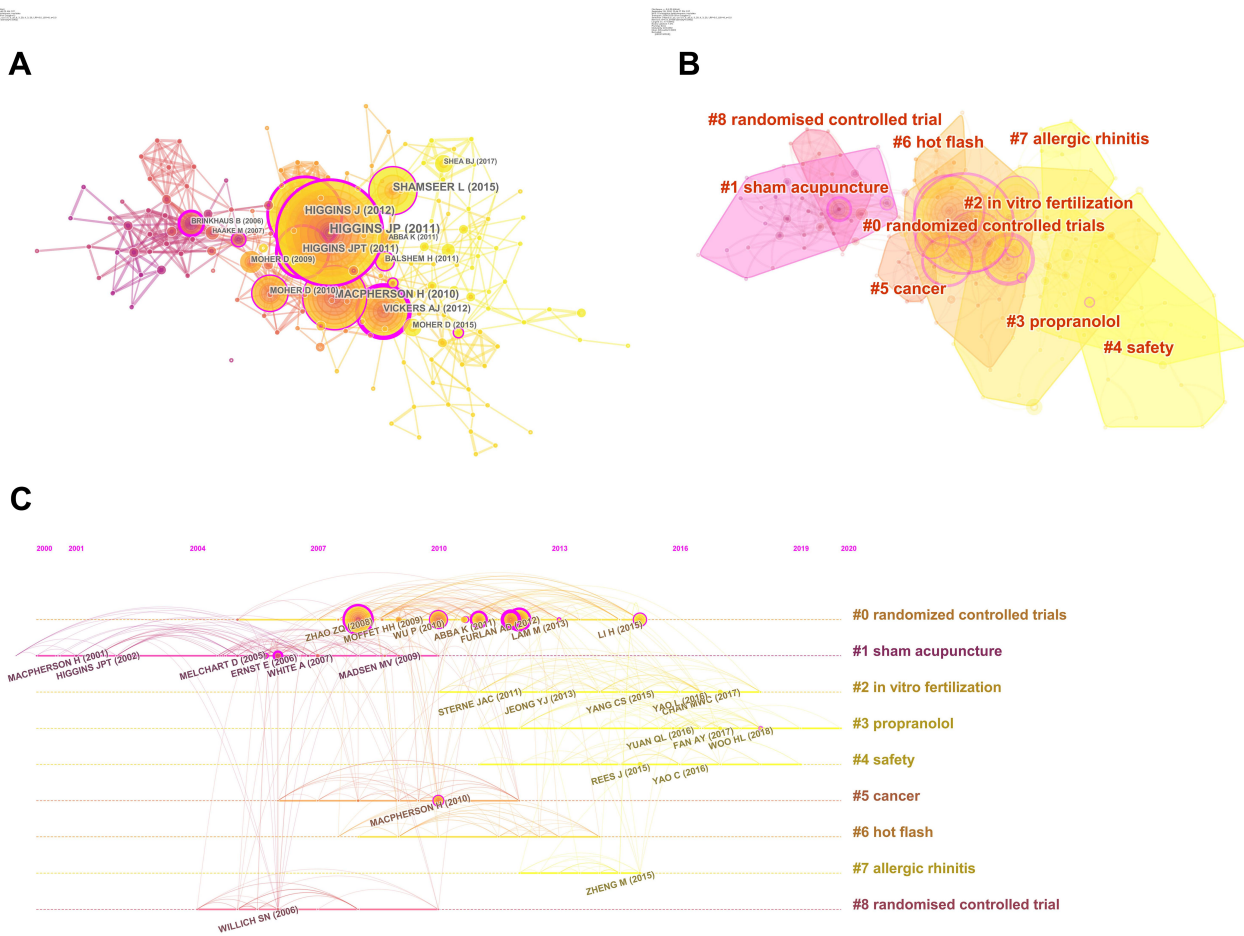 A
SHEA BJ (2017)
SHAMSEER L (2015)
HIGGINS J (2012)
BRINKHAUS B (2006)
HAAKE M (2007)
HIGGINS JP (2011)
ABBA K (2011)
HIGGINS JPT (2011)
MOHER D (2009)
BALSHEM H (2011)
MOHER D (2010)
MACPHERSON H (2010)
VICKERS AJ (2012)
MOHER D (2015)
B
#8 randomised controlled trial
#6 hot flash
#7 allergic rhinitis
#1 sham acupuncture
#2 in vitro fertilization
#0 randomized controlled trials
#5 cancer
#3 propranolol
#4 safety
C
2000 2001 2004 2007 2010 2013 2016 2019 2020
ZHAO ZQ (2008)
MOFFET HH (2009)
WU P (2010)
ABBA K (2011)
FURLAN AD (2012)
LAM M (2013)
LI H (2015)
#0 randomized controlled trials
MACPHERSON H (2001)
HIGGINS JPT (2002)
MELCHART D (2005)
ERNST E (2006)
WHITE A (2007)
MADSEN MV (2009)
#1 sham acupuncture
STERNE JAC (2011)
JEONG YJ (2013)
YANG CS (2015)
YAO L (2016)
CHAN MWC (2017)
#2 in vitro fertilization
YUAN QL (2016)
FAN AY (2017)
WOO HL (2018)
#3 propranolol
REES J (2015)
YAO C (2016)
#4 safety
MACPHERSON H (2010)
#5 cancer
#6 hot flash
ZHENG M (2015)
#7 allergic rhinitis
WILLICH SN (2006)
#8 randomised controlled trial